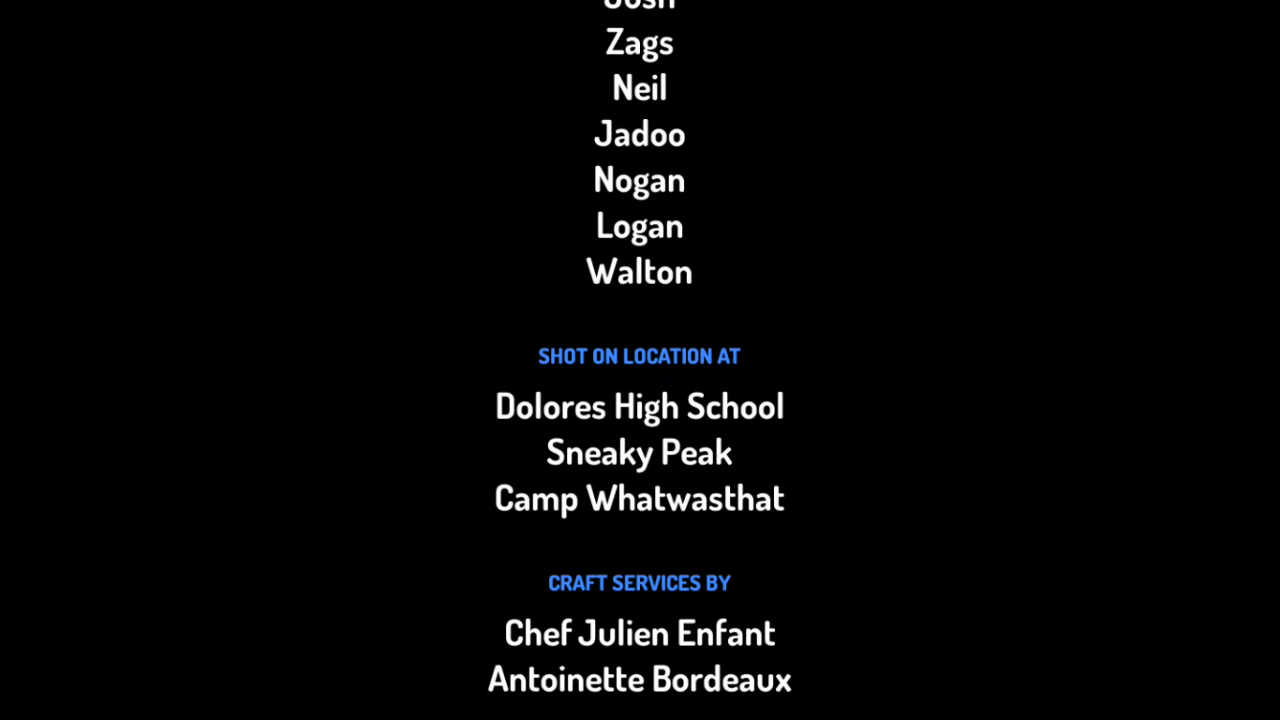 Josh
Zags
Neil
Jadoo
Nogan
Logan
Walton
SHOT ON LOCATION AT
Dolores High School
Sneaky Peak
Camp Whatwasthat
CRAFT SERVICES BY
Chef Julien Enfant
Antoinette Bordeaux